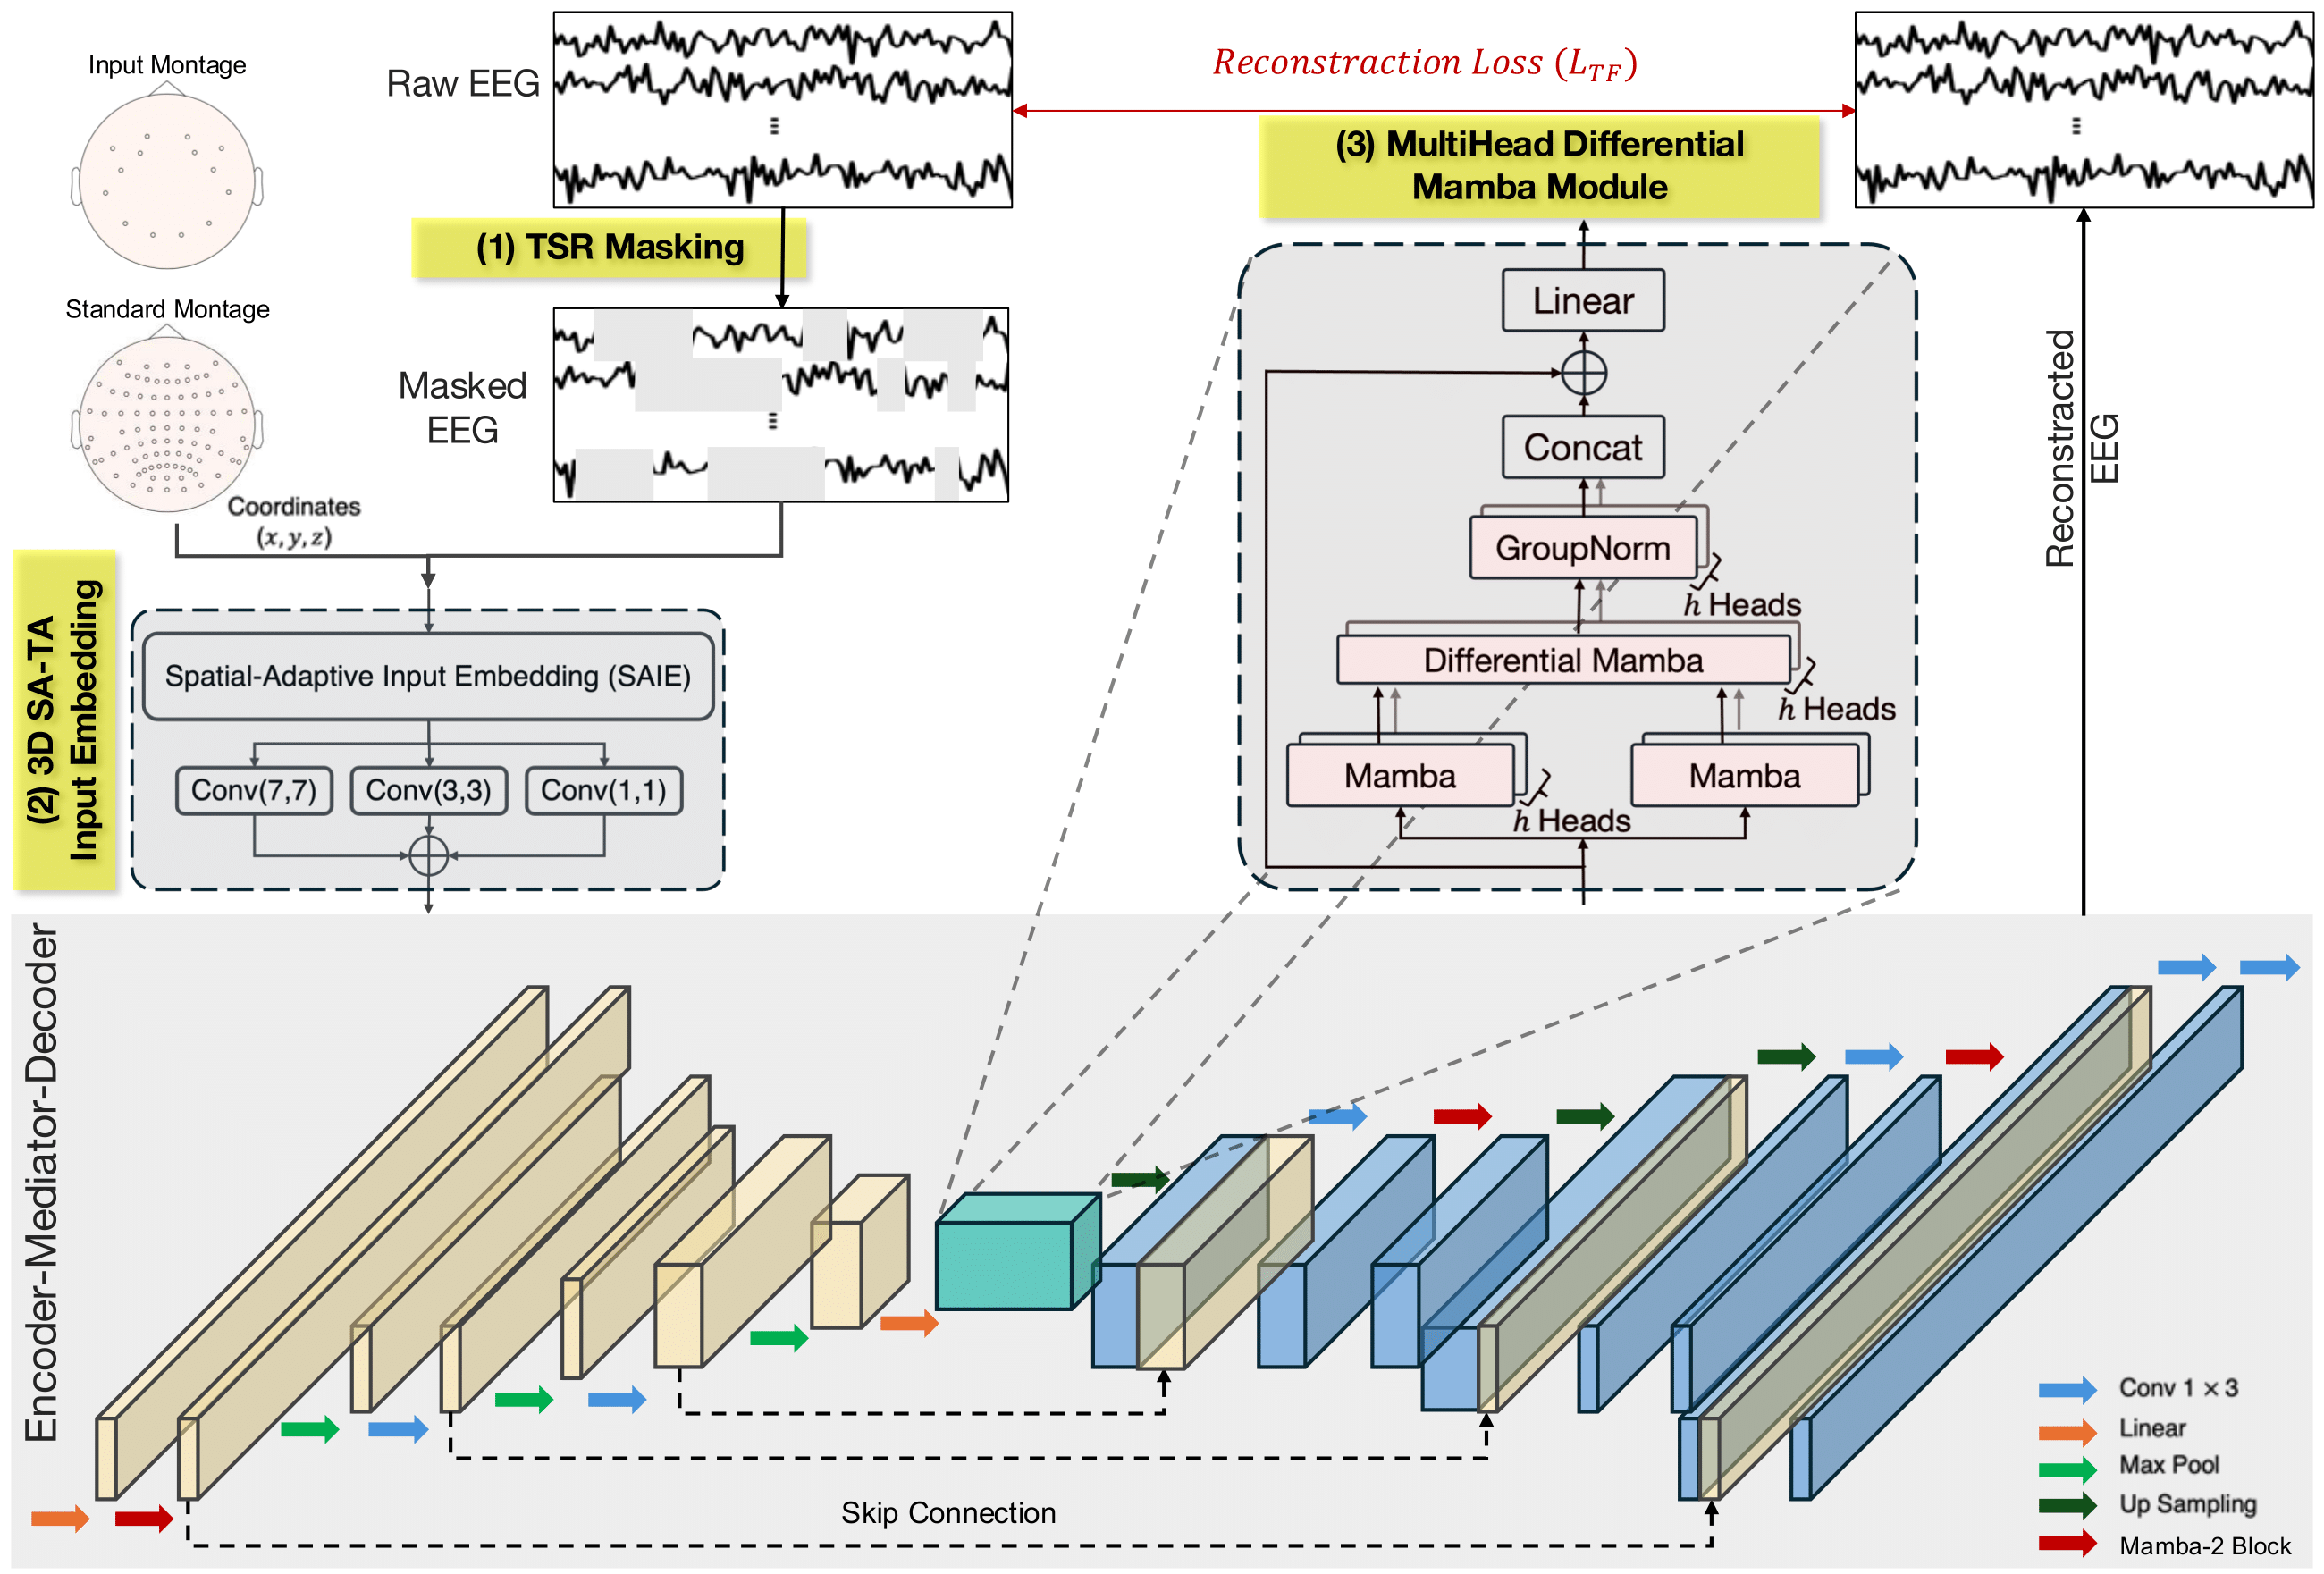 Input Montage
Standard Montage
Coordinates
(x, y, z)
Raw EEG
(1) TSR Masking
Masked
EEG
Reconstraction Loss (L_TF)
(2) 3D SA-TA
Input Embedding
Spatial-Adaptive Input Embedding (SAIE)
Conv(7,7)
Conv(3,3)
Conv(1,1)
(3) MultiHead Differential
Mamba Module
Linear
Concat
GroupNorm
h Heads
Differential Mamba
h Heads
Mamba
Mamba
h Heads
Reconstracted
EEG
Encoder-Mediator-Decoder
Skip Connection
Conv 1 × 3
Linear
Max Pool
Up Sampling
Mamba-2 Block